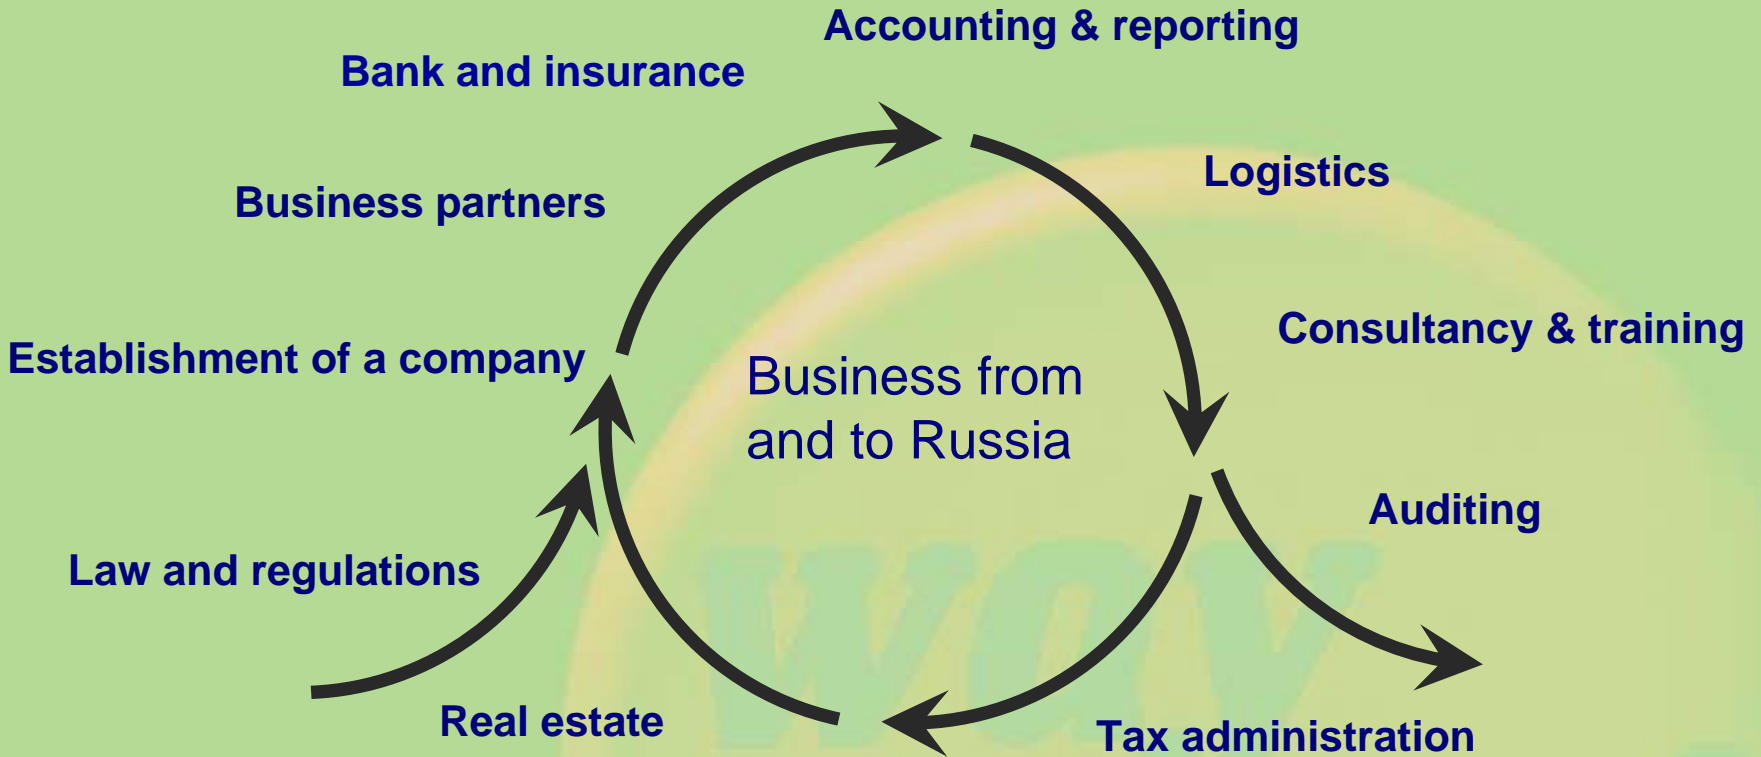 Accounting & reporting
Bank and insurance
Logistics
Business partners
Consultancy & training
Establishment of a company
Business from
and to Russia
Auditing
Law and regulations
way
Real estate
Tax administration